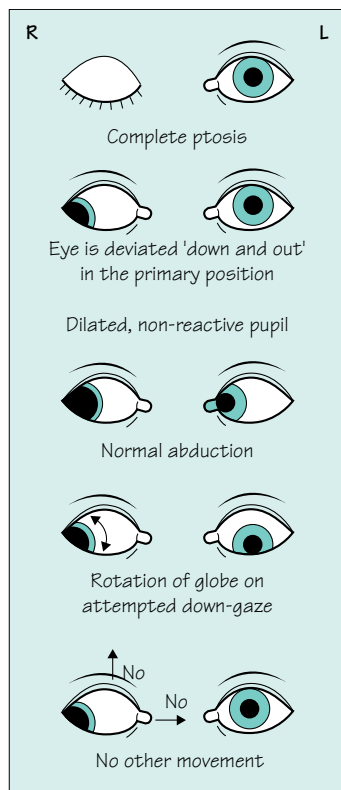 R L
Complete ptosis
Eye is deviated 'down and out'
in the primary position
Dilated, non-reactive pupil
Normal abduction
Rotation of globe on
attempted down-gaze
No
No
No other movement